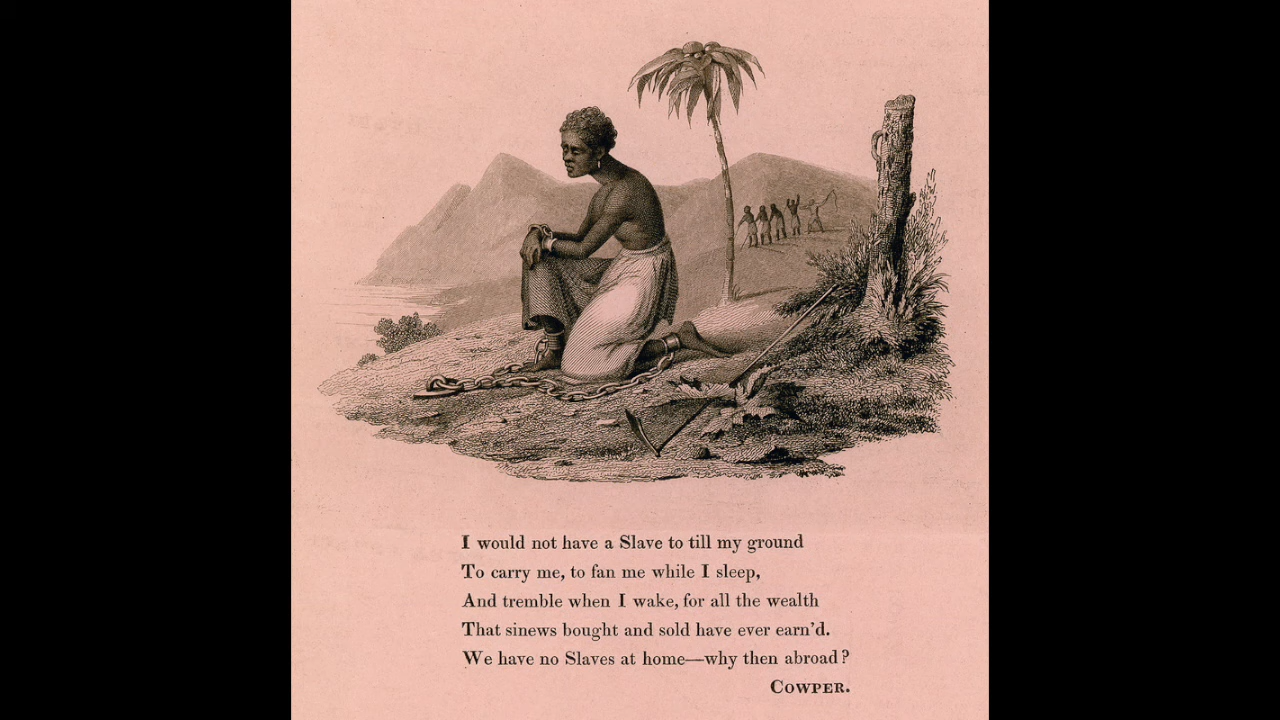 I would not have a Slave to till my ground
To carry me, to fan me while I sleep,
And tremble when I wake, for all the wealth
That sinews bought and sold have ever earn'd.
We have no Slaves at home—why then abroad?
COWPER.